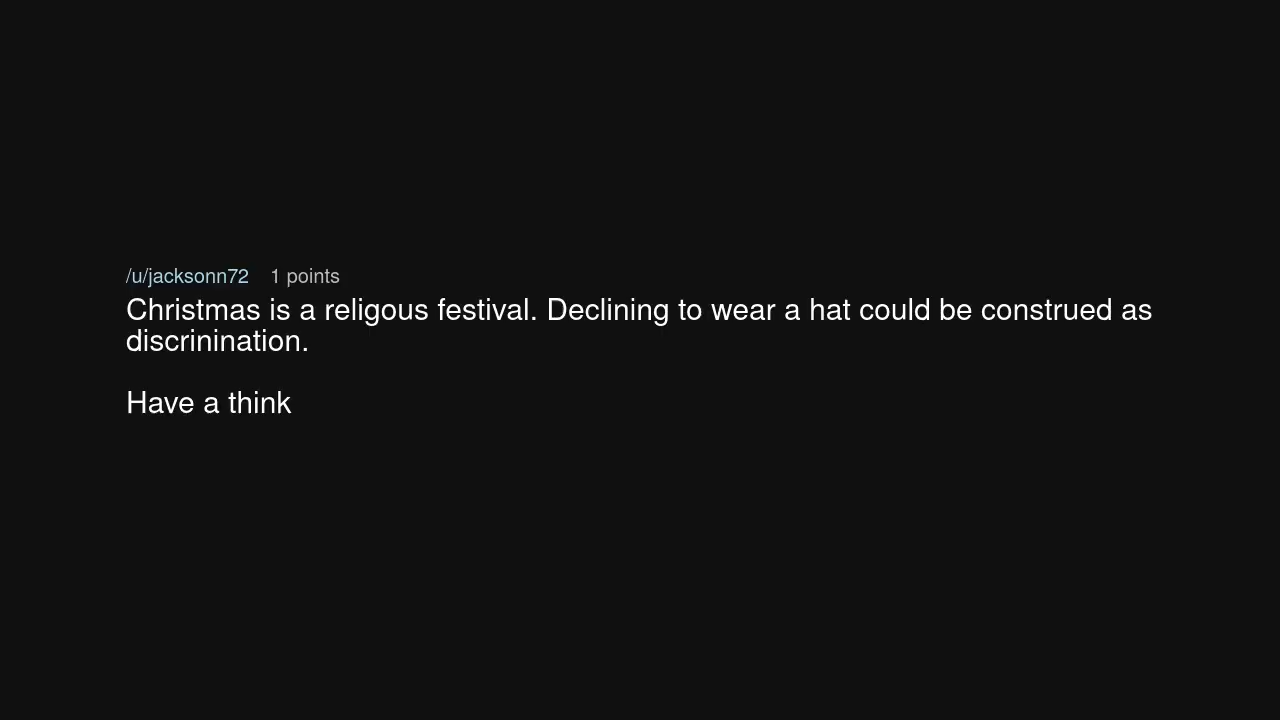 /u/jacksonn72 1 points
Christmas is a religous festival. Declining to wear a hat could be construed as
discrinination.
Have a think